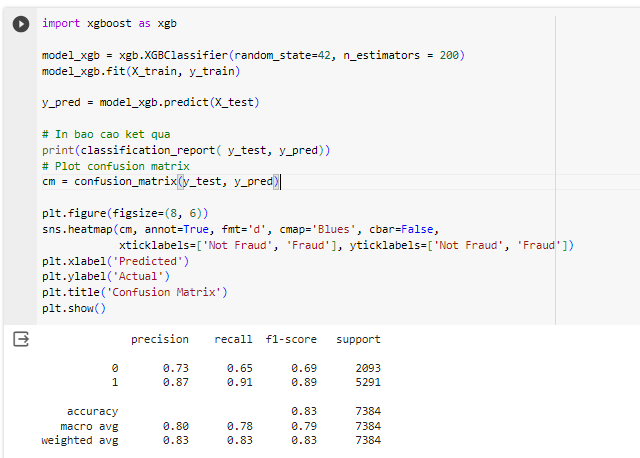 import xgboost as xgb
model_xgb = xgb.XGBClassifier(random_state=42, n_estimators = 200)
model_xgb.fit(X_train, y_train)
y_pred = model_xgb.predict(X_test)
# In bao cao ket qua
print(classification_report( y_test, y_pred))
# Plot confusion matrix
cm = confusion_matrix(y_test, y_pred)
plt.figure(figsize=(8, 6))
sns.heatmap(cm, annot=True, fmt='d', cmap='Blues', cbar=False,
xticklabels=['Not Fraud', 'Fraud'], yticklabels=['Not Fraud', 'Fraud'])
plt.xlabel('Predicted')
plt.ylabel('Actual')
plt.title('Confusion Matrix')
plt.show()
precision recall f1-score support
0 0.73 0.65 0.69 2093
1 0.87 0.91 0.89 5291
accuracy 0.83 7384
macro avg 0.80 0.78 0.79 7384
weighted avg 0.83 0.83 0.83 7384